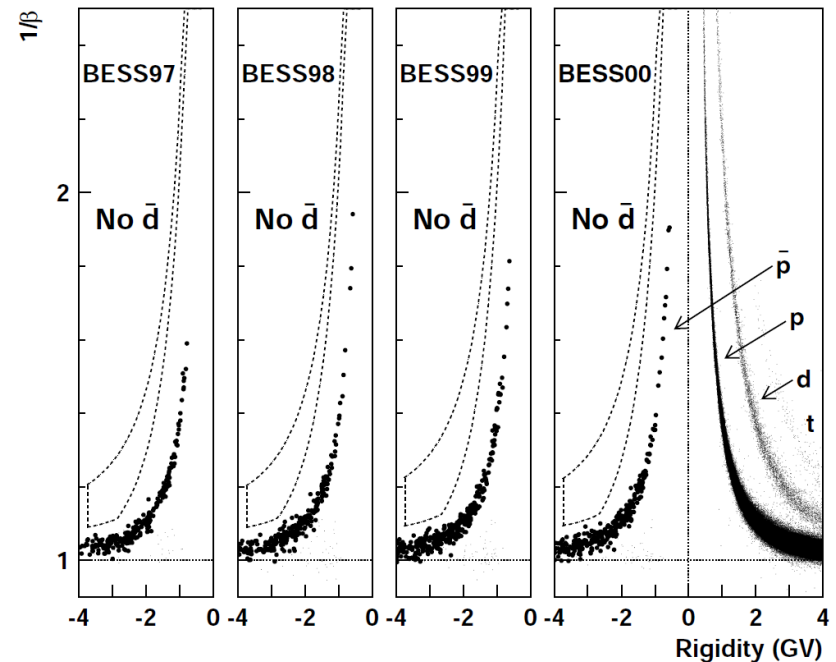 1/β
BESS97
BESS98
BESS99
BESS00
2
No d̄
No d̄
No d̄
No d̄
p̄
p
d
t
1
-4 -2 0 -4 -2 0 -4 -2 0 -4 -2 0 2 4
Rigidity (GV)